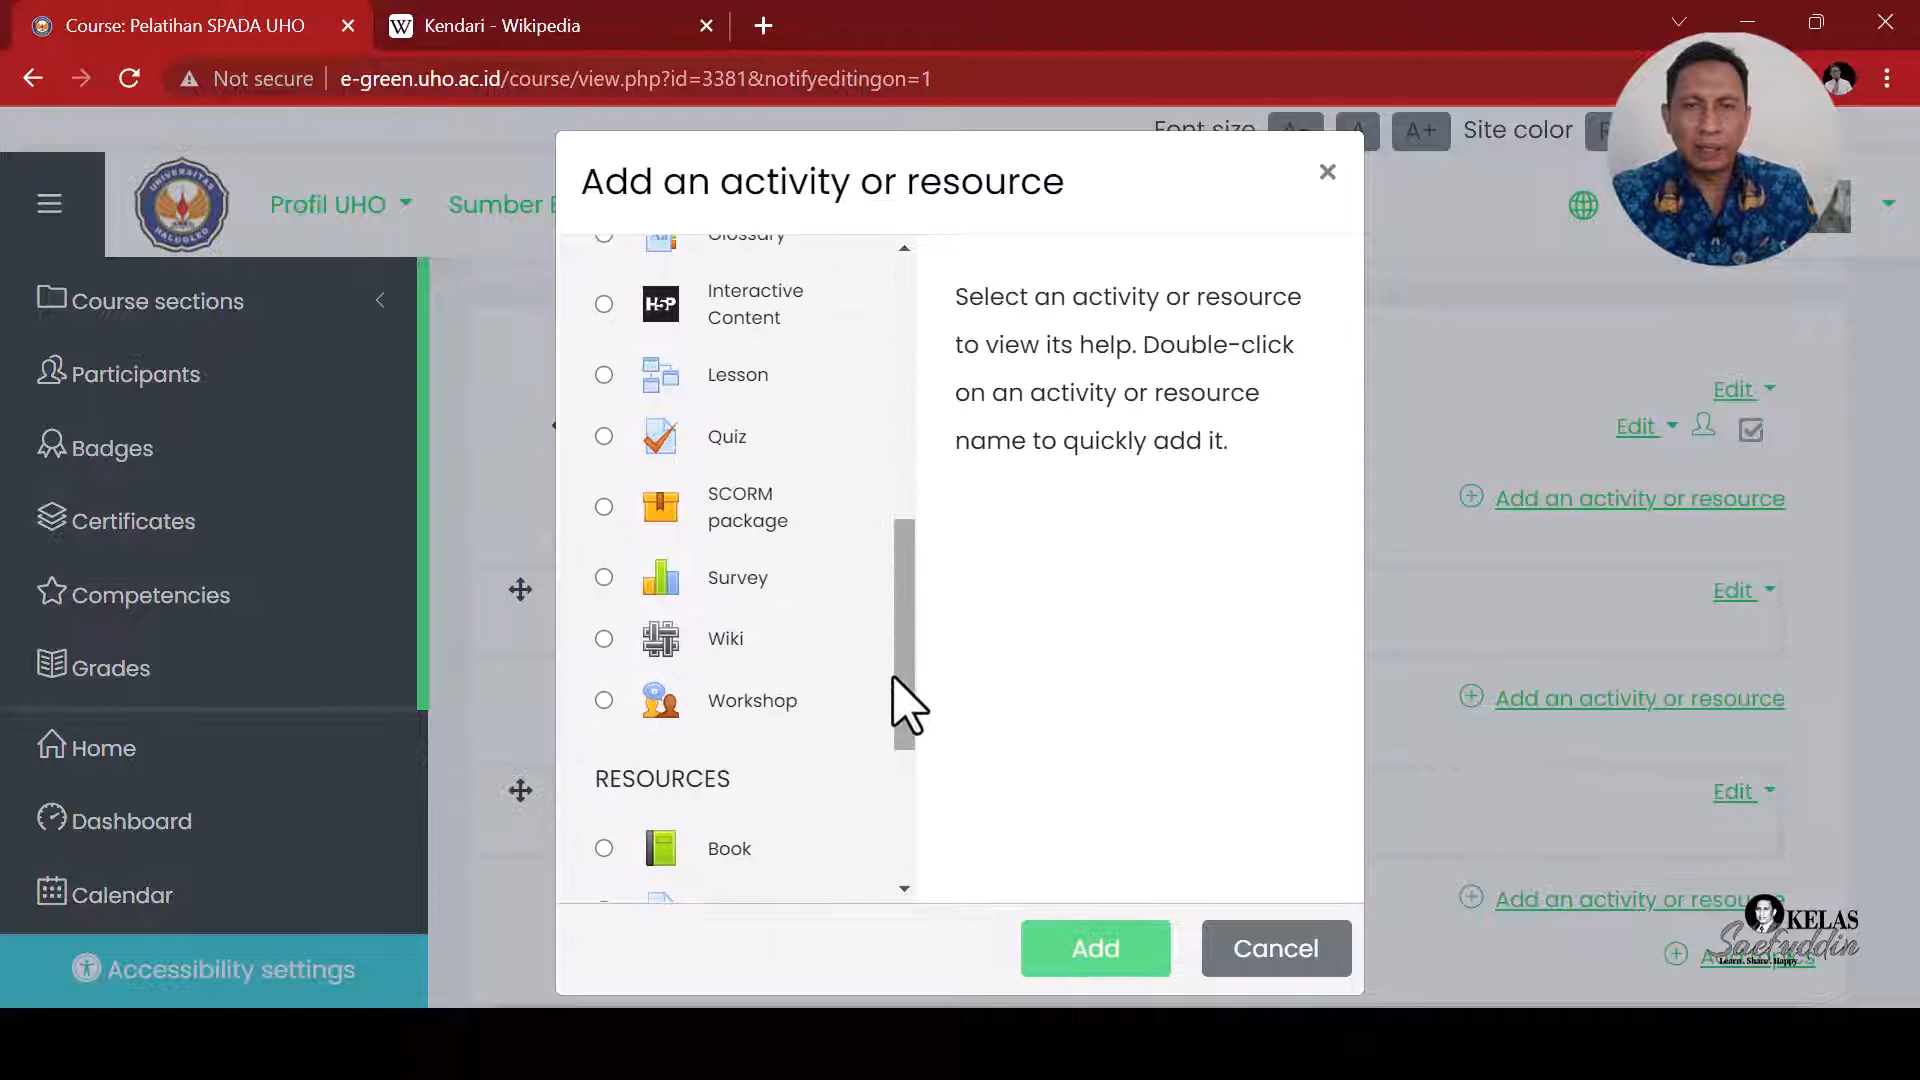 Course: Pelatihan SPADA UHO
Kendari - Wikipedia
Not secure
e-green.uho.ac.id/course/view.php?id=3381&notifyeditingon=1
Font size A- A A+ Site color
UNIVERSITAS
HALUOLEO
Profil UHO
Sumber
Add an activity or resource
Course sections
Participants
Badges
Certificates
Competencies
Grades
Home
Dashboard
Calendar
Accessibility settings
Glossary
H5P
Interactive
Content
Lesson
Quiz
SCORM
package
Survey
Wiki
Workshop
RESOURCES
Book
Select an activity or resource
to view its help. Double-click
on an activity or resource
name to quickly add it.
Add
Cancel
Edit
Edit
Add an activity or resource
Edit
Add an activity or resource
Edit
Add an activity or resource
KELAS
Saefuddin
Learn. Share. Happy